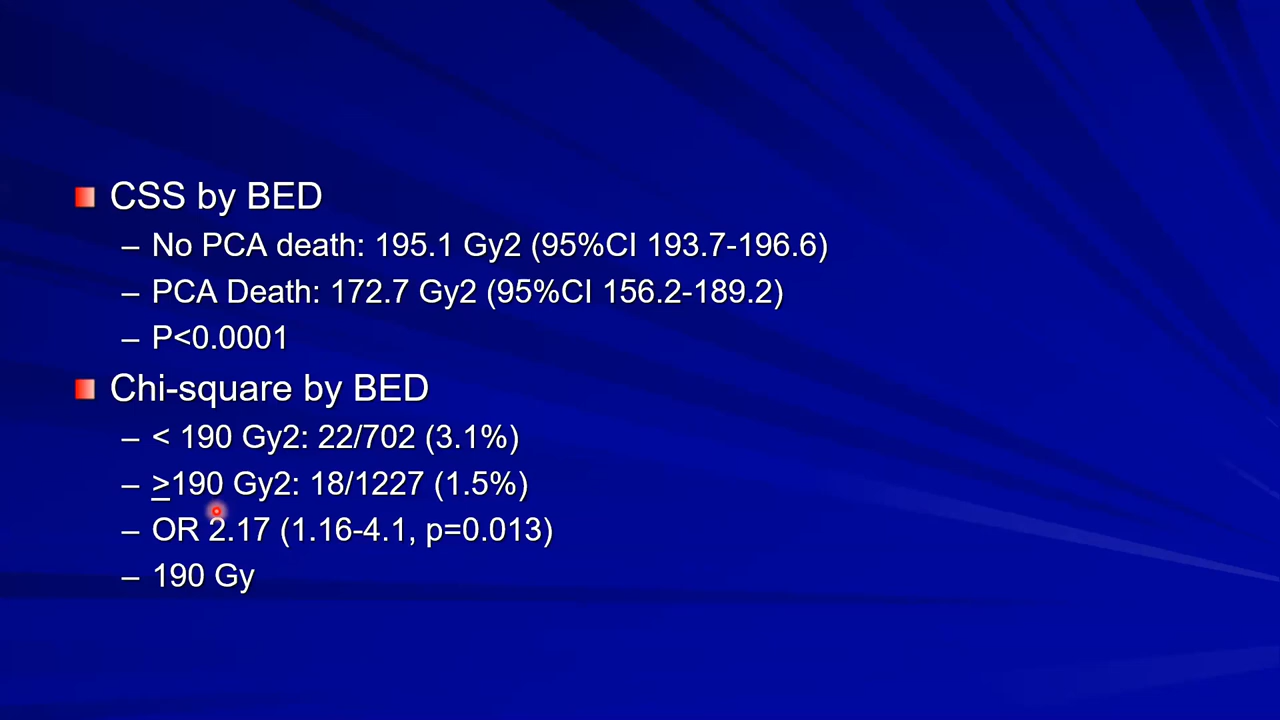 CSS by BED
– No PCA death: 195.1 Gy2 (95%CI 193.7-196.6)
– PCA Death: 172.7 Gy2 (95%CI 156.2-189.2)
– P<0.0001
Chi-square by BED
– < 190 Gy2: 22/702 (3.1%)
– >190 Gy2: 18/1227 (1.5%)
– OR 2.17 (1.16-4.1, p=0.013)
– 190 Gy